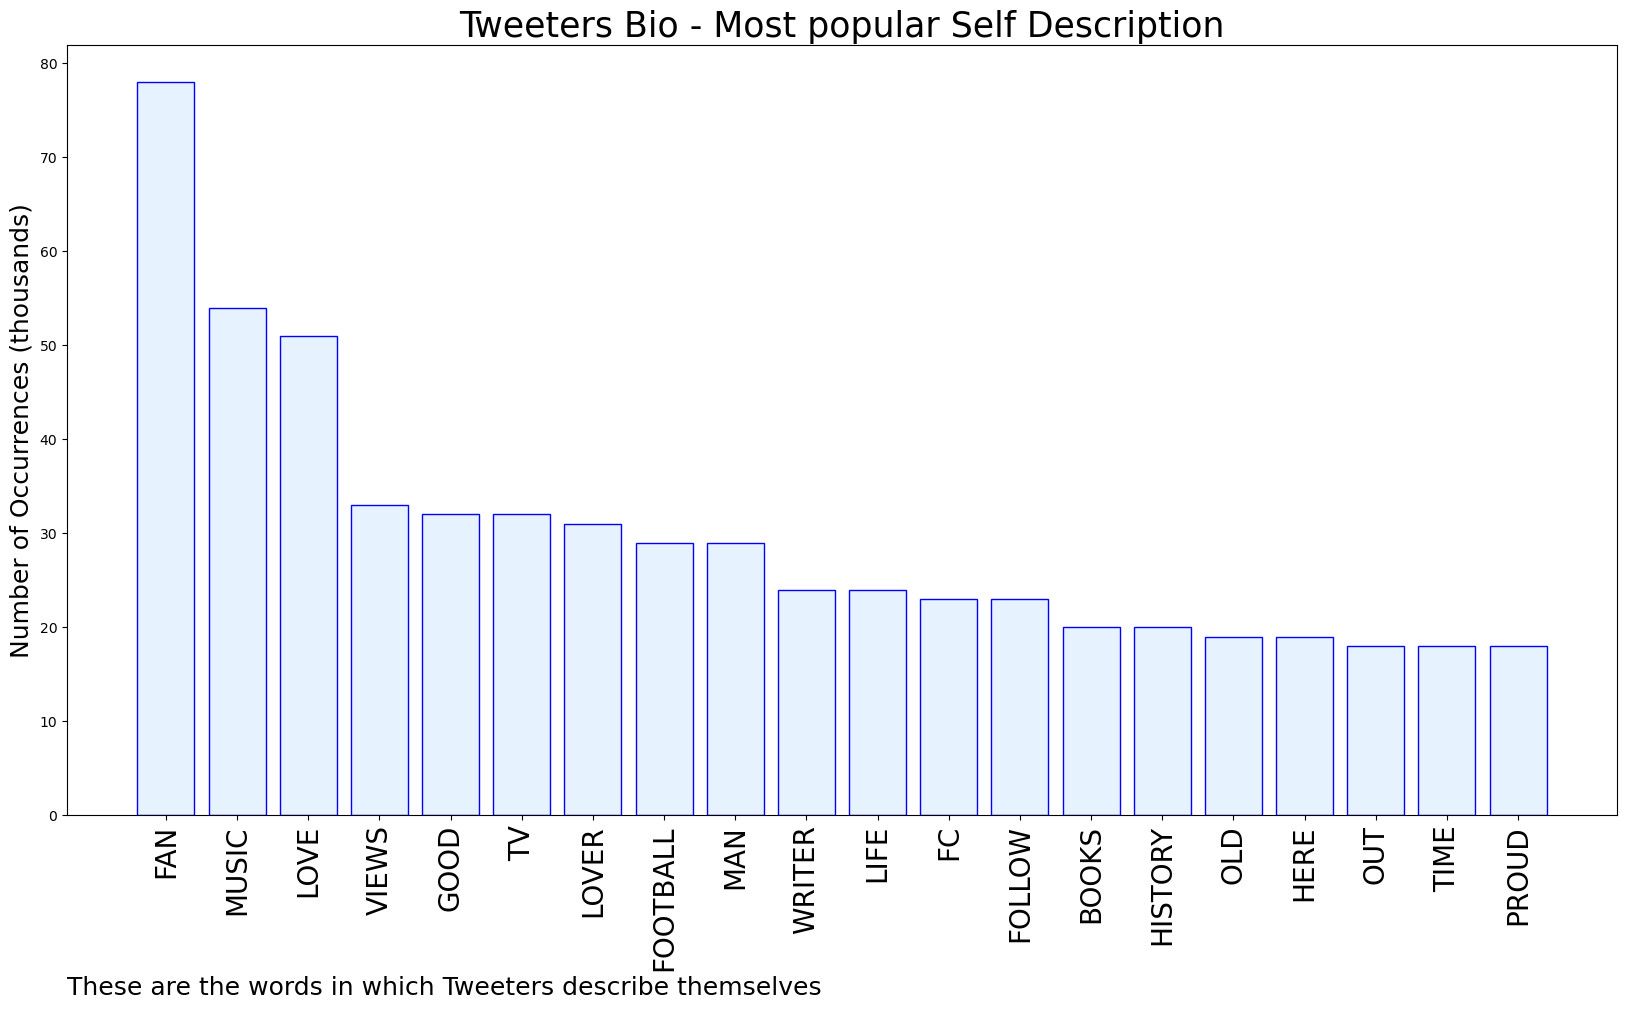 Tweeters Bio - Most popular Self Description
Number of Occurrences (thousands)
80
70
60
50
40
30
20
10
0
FAN
MUSIC
LOVE
VIEWS
GOOD
TV
LOVER
FOOTBALL
MAN
WRITER
LIFE
FC
FOLLOW
BOOKS
HISTORY
OLD
HERE
OUT
TIME
PROUD
These are the words in which Tweeters describe themselves